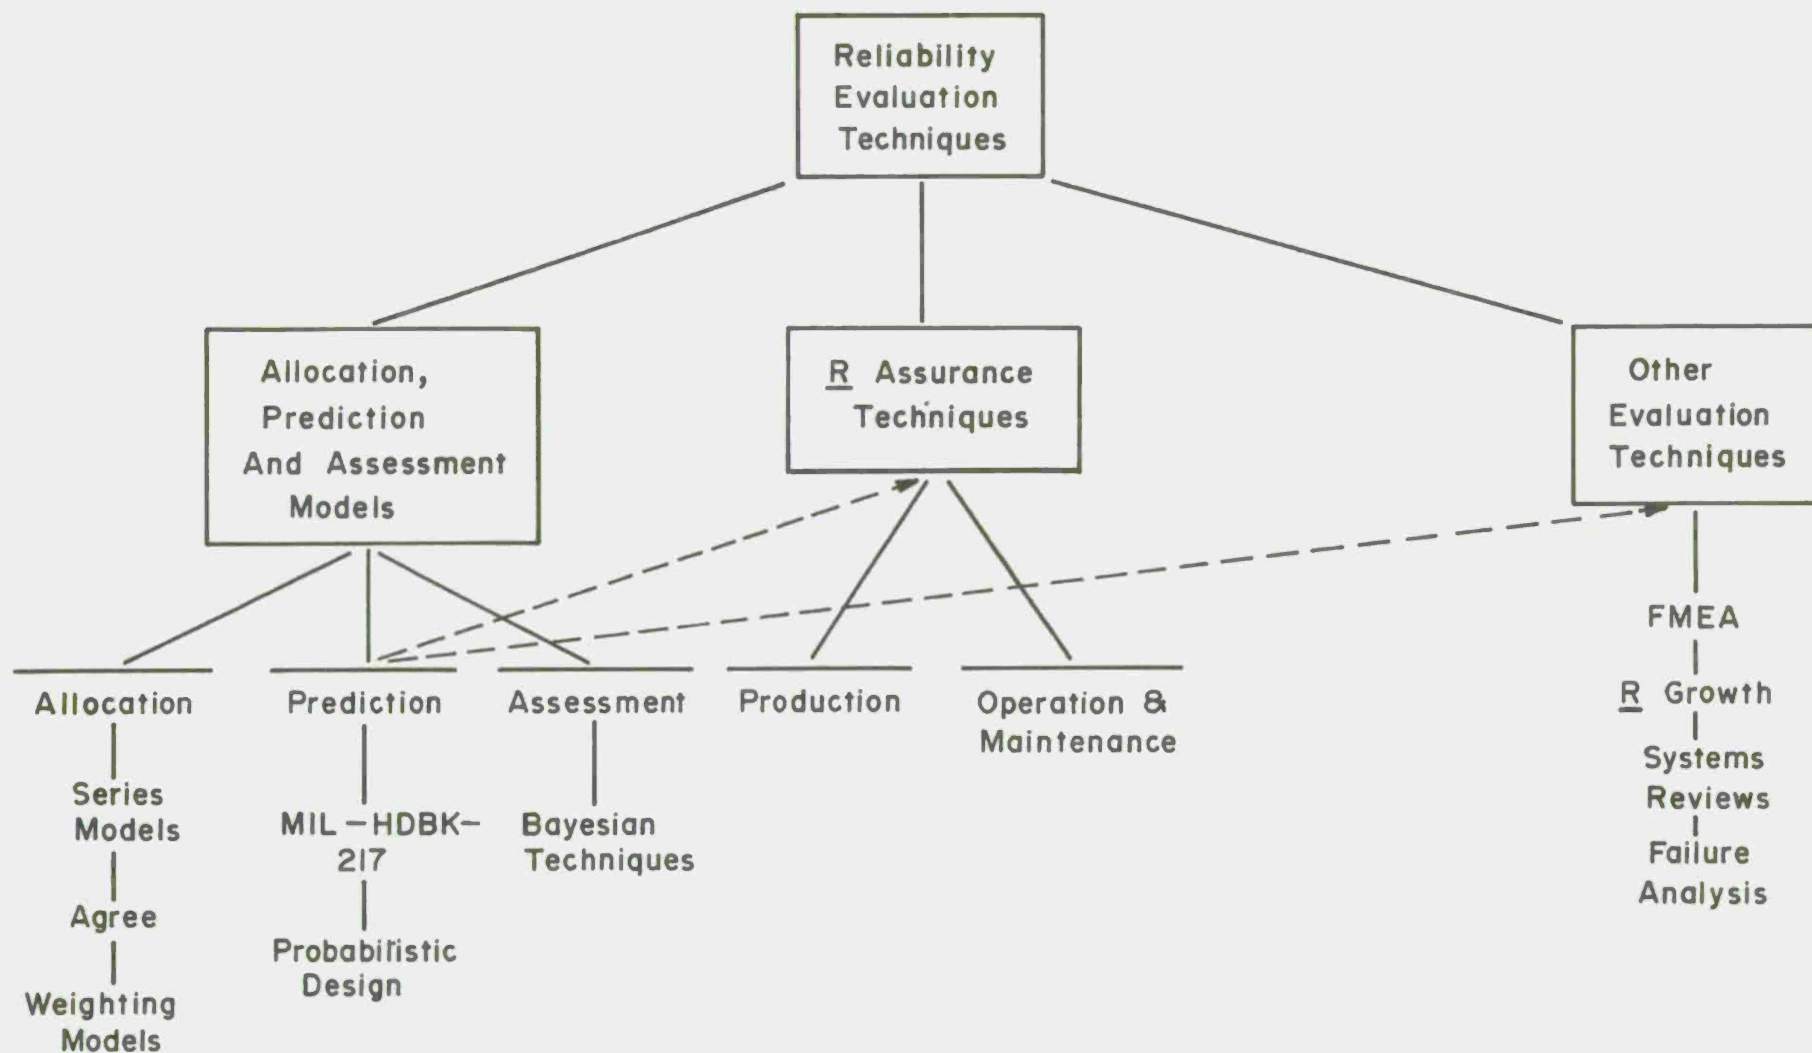 Reliability
Evaluation
Techniques
Allocation,
Prediction
And Assessment
Models
R Assurance
Techniques
Other
Evaluation
Techniques
Allocation
Series
Models
Agree
Weighting
Models
Prediction
MIL-HDBK-
217
Probabilistic
Design
Assessment
Bayesian
Techniques
Production
Operation &
Maintenance
FMEA
R Growth
Systems
Reviews
Failure
Analysis